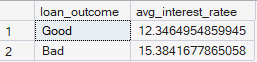 loan_outcome avg_interest_ratee
1 Good 12.3464954859945
2 Bad 15.3841677865058